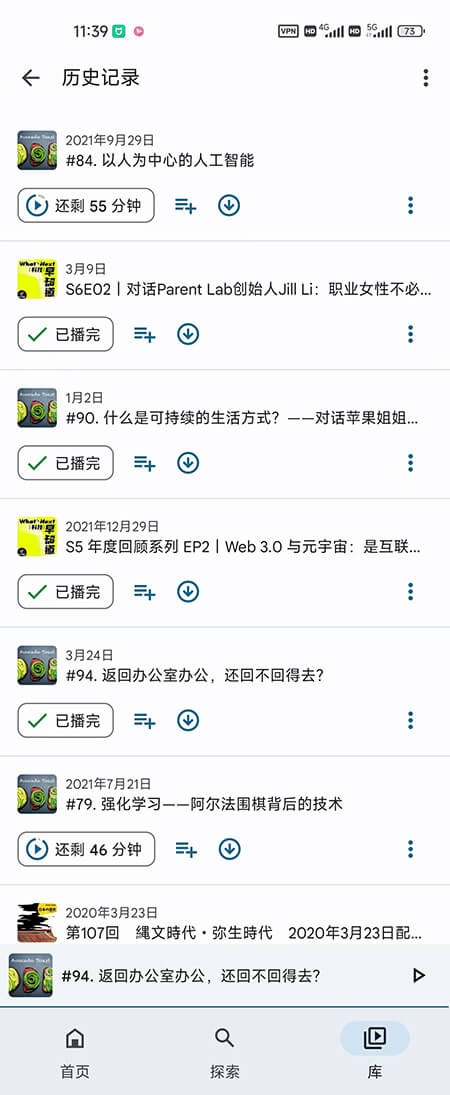 11:39
VPN HD 4G HD 5G 73
历史记录
Avocado Toast
2021年9月29日
#84. 以人为中心的人工智能
还剩 55 分钟
What's Next
科技早知道
3月9日
S6E02丨对话Parent Lab创始人Jill Li：职业女性不必...
已播完
Avocado Toast
1月2日
#90. 什么是可持续的生活方式？——对话苹果姐姐...
已播完
What's Next
科技早知道
2021年12月29日
S5 年度回顾系列 EP2丨Web 3.0 与元宇宙：是互联...
已播完
Avocado Toast
3月24日
#94. 返回办公室办公，还回不回得去？
已播完
Avocado Toast
2021年7月21日
#79. 强化学习——阿尔法围棋背后的技术
还剩 46 分钟
2020年3月23日
第107回　縄文時代・弥生時代　2020年3月23日配...
Avocado Toast
#94. 返回办公室办公，还回不回得去？
首页
探索
库